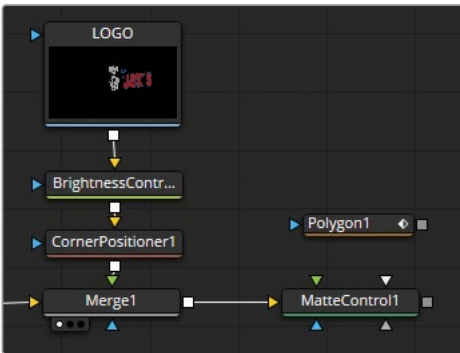 LOGO
BrightnessContr...
CornerPositioner1
Polygon1
Merge1
MatteControl1